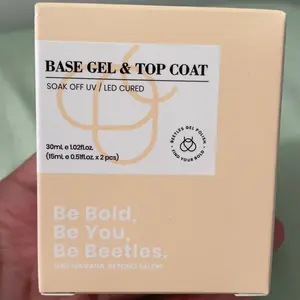 BASE GEL & TOP COAT
SOAK OFF UV / LED CURED
30ml e 1.02fl.oz.
(15ml e 0.51fl.oz x 2 pcs)
BEETLES GEL POLISH
FIND YOUR BOLD
Be Bold,
Be You,
Be Beetles.